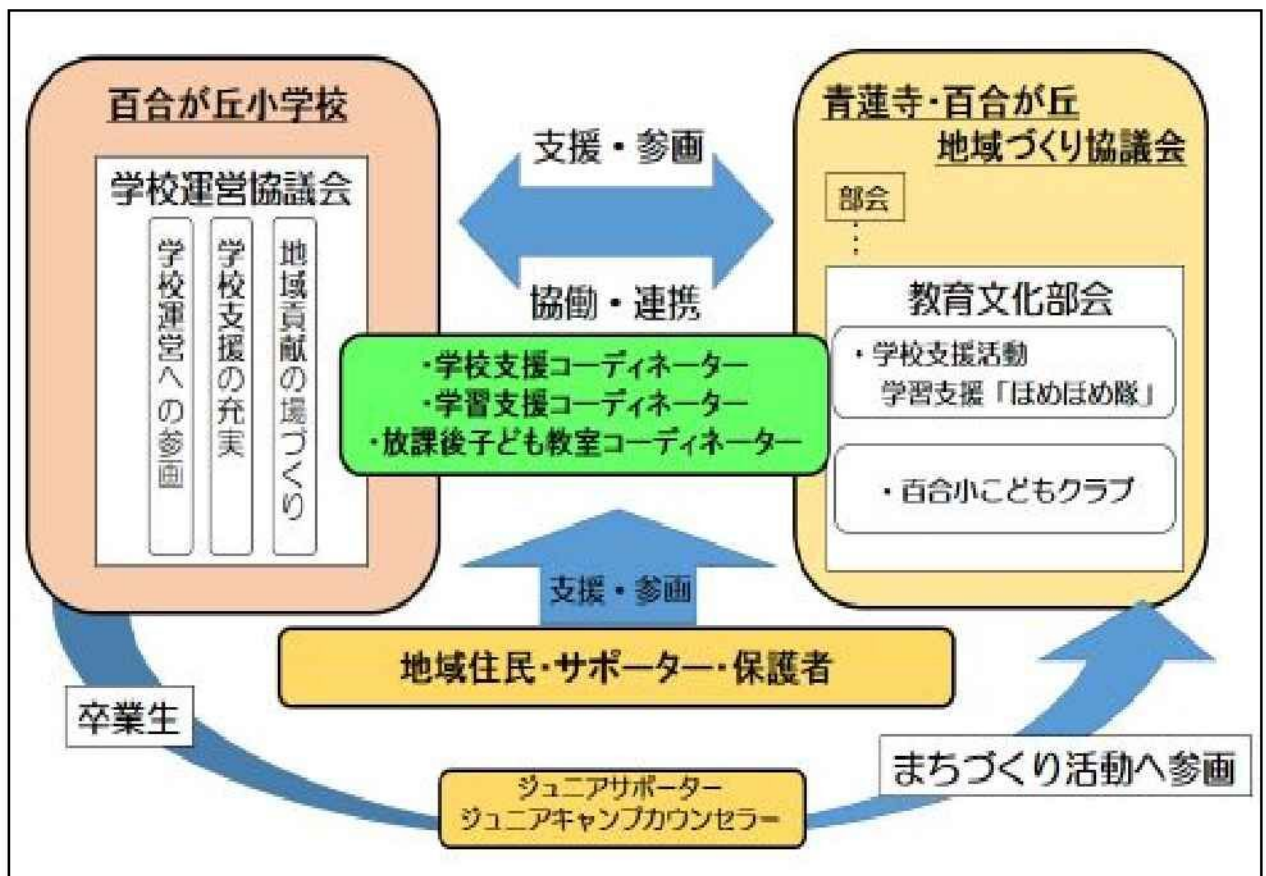 百合が丘小学校
学校運営協議会
地域貢献の場づくり
学校支援の充実
学校運営への参画
支援・参画
協働・連携
・学校支援コーディネーター
・学習支援コーディネーター
・放課後子ども教室コーディネーター
青蓮寺・百合が丘
地域づくり協議会
部会
教育文化部会
・学校支援活動
学習支援「ほめほめ隊」
・百合小こどもクラブ
支援・参画
地域住民・サポーター・保護者
卒業生
ジュニアサポーター
ジュニアキャンプカウンセラー
まちづくり活動へ参画